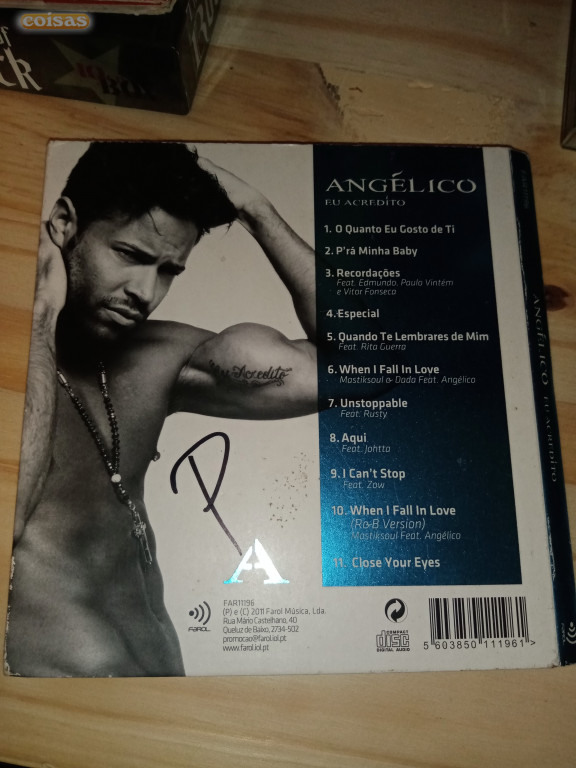 coisas
ANGÉLICO
EU ACREDITO
1. O Quanto Eu Gosto de Ti
2. P'rá Minha Baby
3. Recordações
Feat. Edmundo, Paulo Vintém
e Vitor Fonseca
4. Especial
5. Quando Te Lembrares de Mim
Feat. Rita Guerra
6. When I Fall In Love
Mastiksoul & Dada Feat. Angélico
7. Unstoppable
Feat. Rusty
8. Aqui
Feat. Johtta
9. I Can't Stop
Feat. Zow
10. When I Fall In Love
(Ro-B Version)
Mastiksoul Feat. Angélico
11. Close Your Eyes
Eu Acredito
P
A
FAROL
FAR11196
(P) e (C) 2011 Farol Música, Lda.
Rua Mário Castelhano, 40
Queluz de Baixo, 2734-502
promocao@farol.iol.pt
www.farol.iol.pt
COMPACT
disc
DIGITAL AUDIO
5 603850 111961 >
ANGÉLICO EU ACREDITO